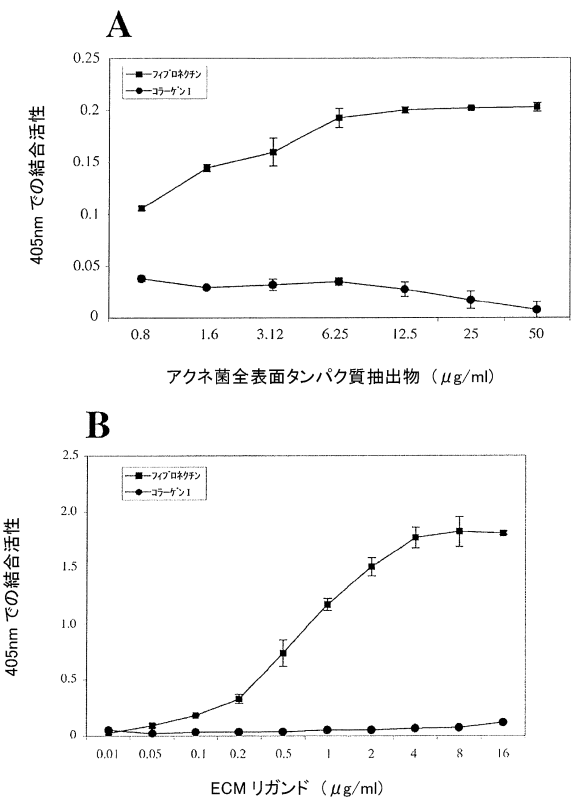 A
0.25
0.2
0.15
0.1
0.05
0
405nm での結合活性
フィブロネクチン
コラーゲン I
0.8 1.6 3.12 6.25 12.5 25 50
アクネ菌全表面タンパク質抽出物 (μg/ml)
B
2.5
2.0
1.5
1.0
0.5
0
405nm での結合活性
フィブロネクチン
コラーゲン I
0.01 0.05 0.1 0.2 0.5 1 2 4 8 16
ECM リガンド (μg/ml)